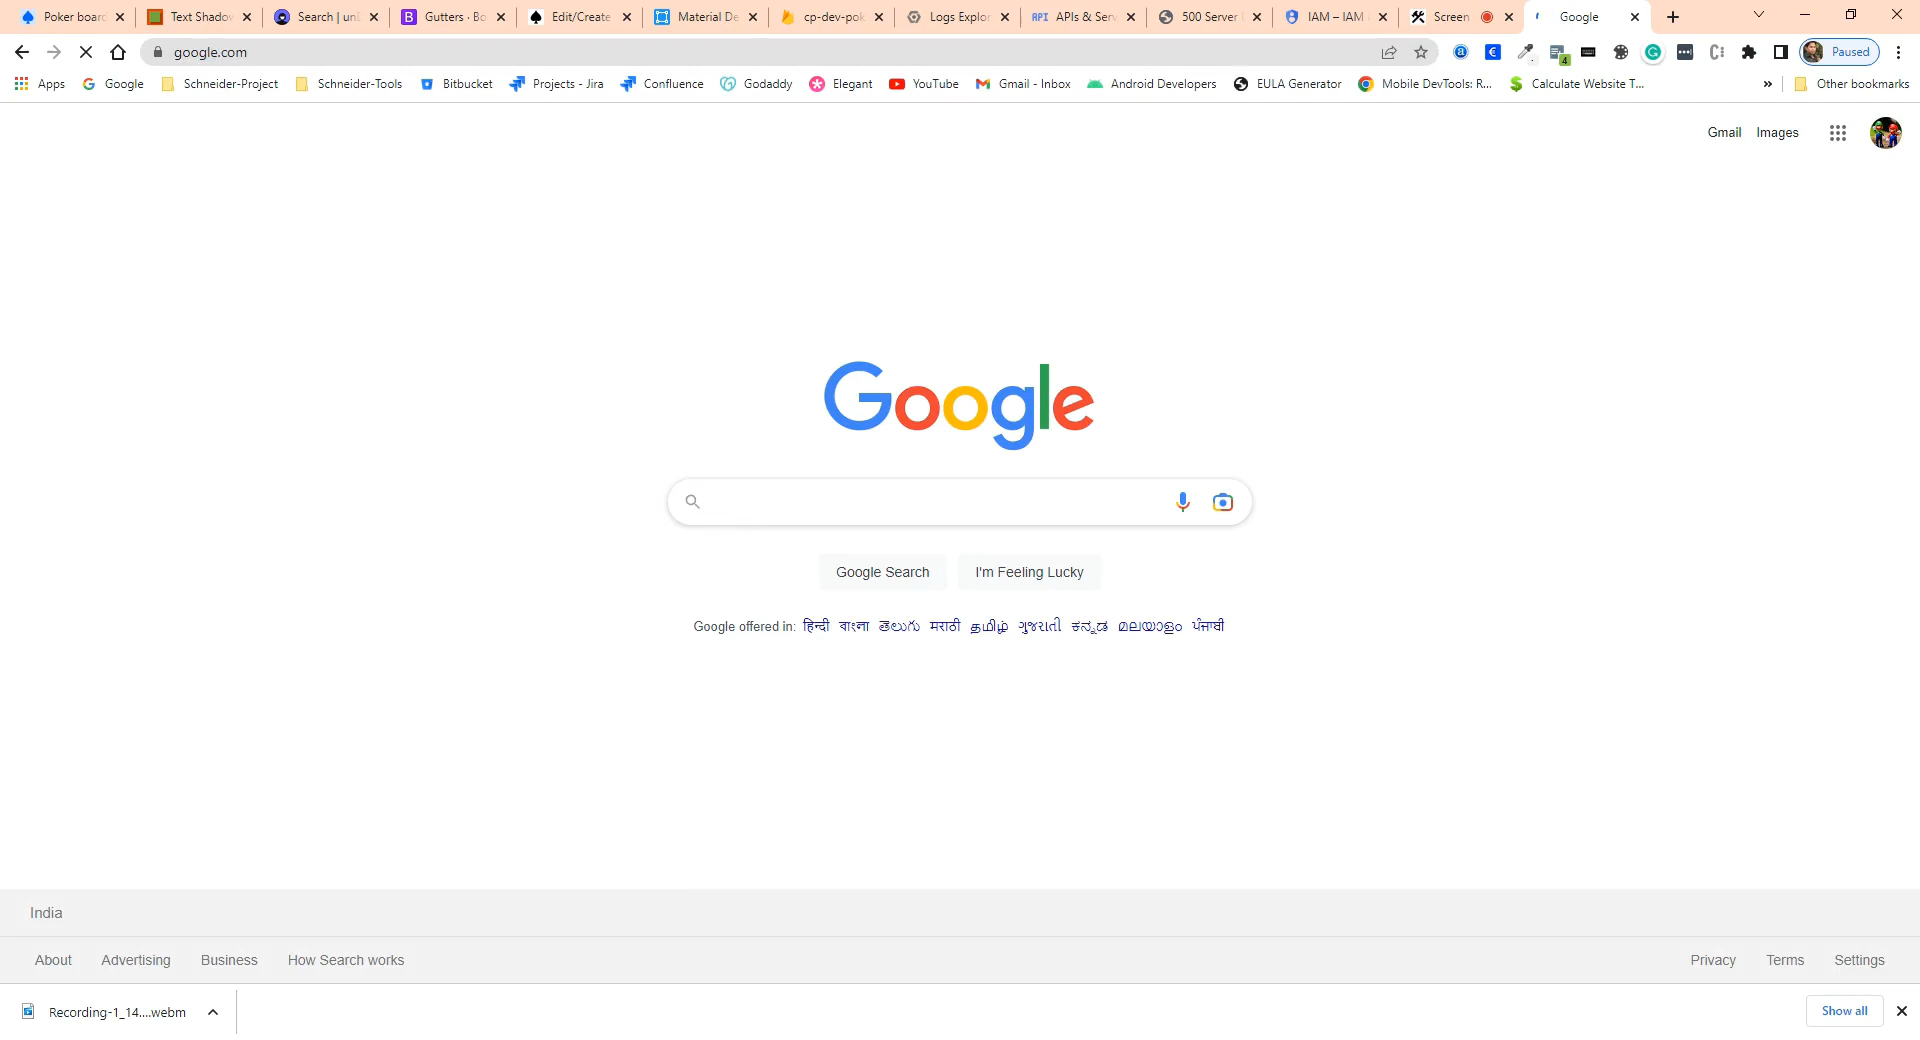 Poker board Text Shadow Search | unD Gutters · Bo Edit/Create Material De cp-dev-pok Logs Explor APIs & Serv 500 Server IAM – IAM Screen Google
google.com Paused
Apps Google Schneider-Project Schneider-Tools Bitbucket Projects - Jira Confluence Godaddy Elegant YouTube Gmail - Inbox Android Developers EULA Generator Mobile DevTools: R... Calculate Website T... » Other bookmarks
Gmail Images
Google
Google Search I'm Feeling Lucky
Google offered in: हिन्दी বাংলা తెలుగు मराठी தமிழ் ગુજરાતી ಕನ್ನಡ മലയാളം ਪੰਜਾਬੀ
India
About Advertising Business How Search works Privacy Terms Settings
Recording-1_14....webm Show all